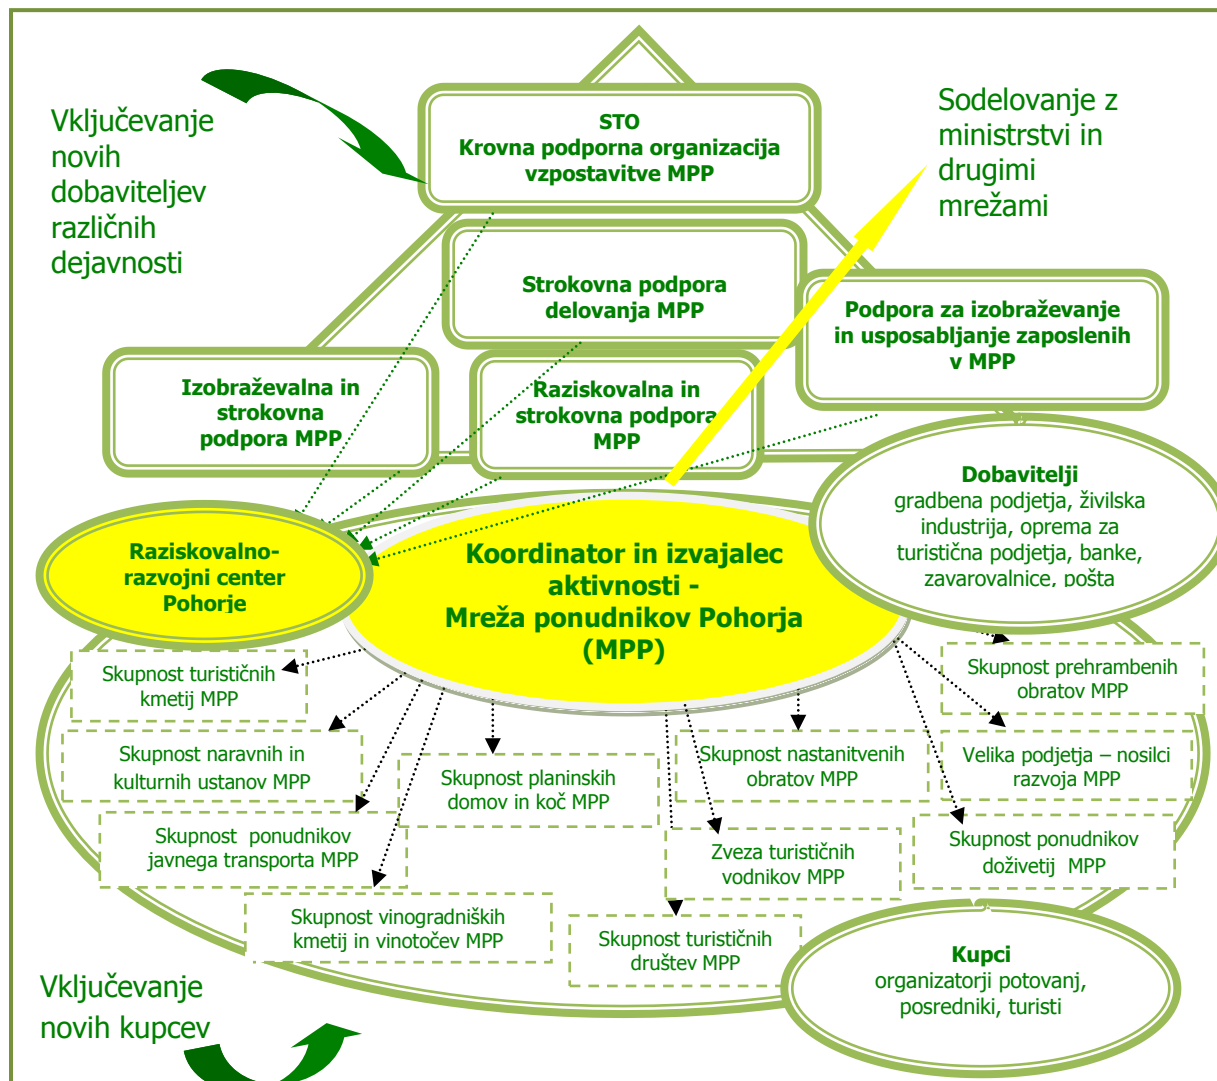 Vključevanje
novih
dobaviteljev
različnih
dejavnosti
STO
Krovna podporna organizacija
vzpostavitve MPP
Sodelovanje z
ministrstvi in
drugimi
mrežami
Strokovna podpora
delovanja MPP
Podpora za izobraževanje
in usposabljanje zaposlenih
v MPP
Izobraževalna in
strokovna
podpora MPP
Raziskovalna in
strokovna podpora
MPP
Dobavitelji
gradbena podjetja, živilska
industrija, oprema za
turistična podjetja, banke,
zavarovalnice, pošta
Raziskovalno-
razvojni center
Pohorje
Koordinator in izvajalec
aktivnosti -
Mreža ponudnikov Pohorja
(MPP)
Skupnost turističnih
kmetij MPP
Skupnost prehrambenih
obratov MPP
Skupnost naravnih in
kulturnih ustanov MPP
Skupnost planinskih
domov in koč MPP
Skupnost nastanitvenih
obratov MPP
Velika podjetja – nosilci
razvoja MPP
Skupnost  ponudnikov
javnega transporta MPP
Zveza turističnih
vodnikov MPP
Skupnost ponudnikov
doživetij  MPP
Skupnost vinogradniških
kmetij in vinotočev MPP
Skupnost turističnih
društev MPP
Kupci
organizatorji potovanj,
posredniki, turisti
Vključevanje
novih kupcev